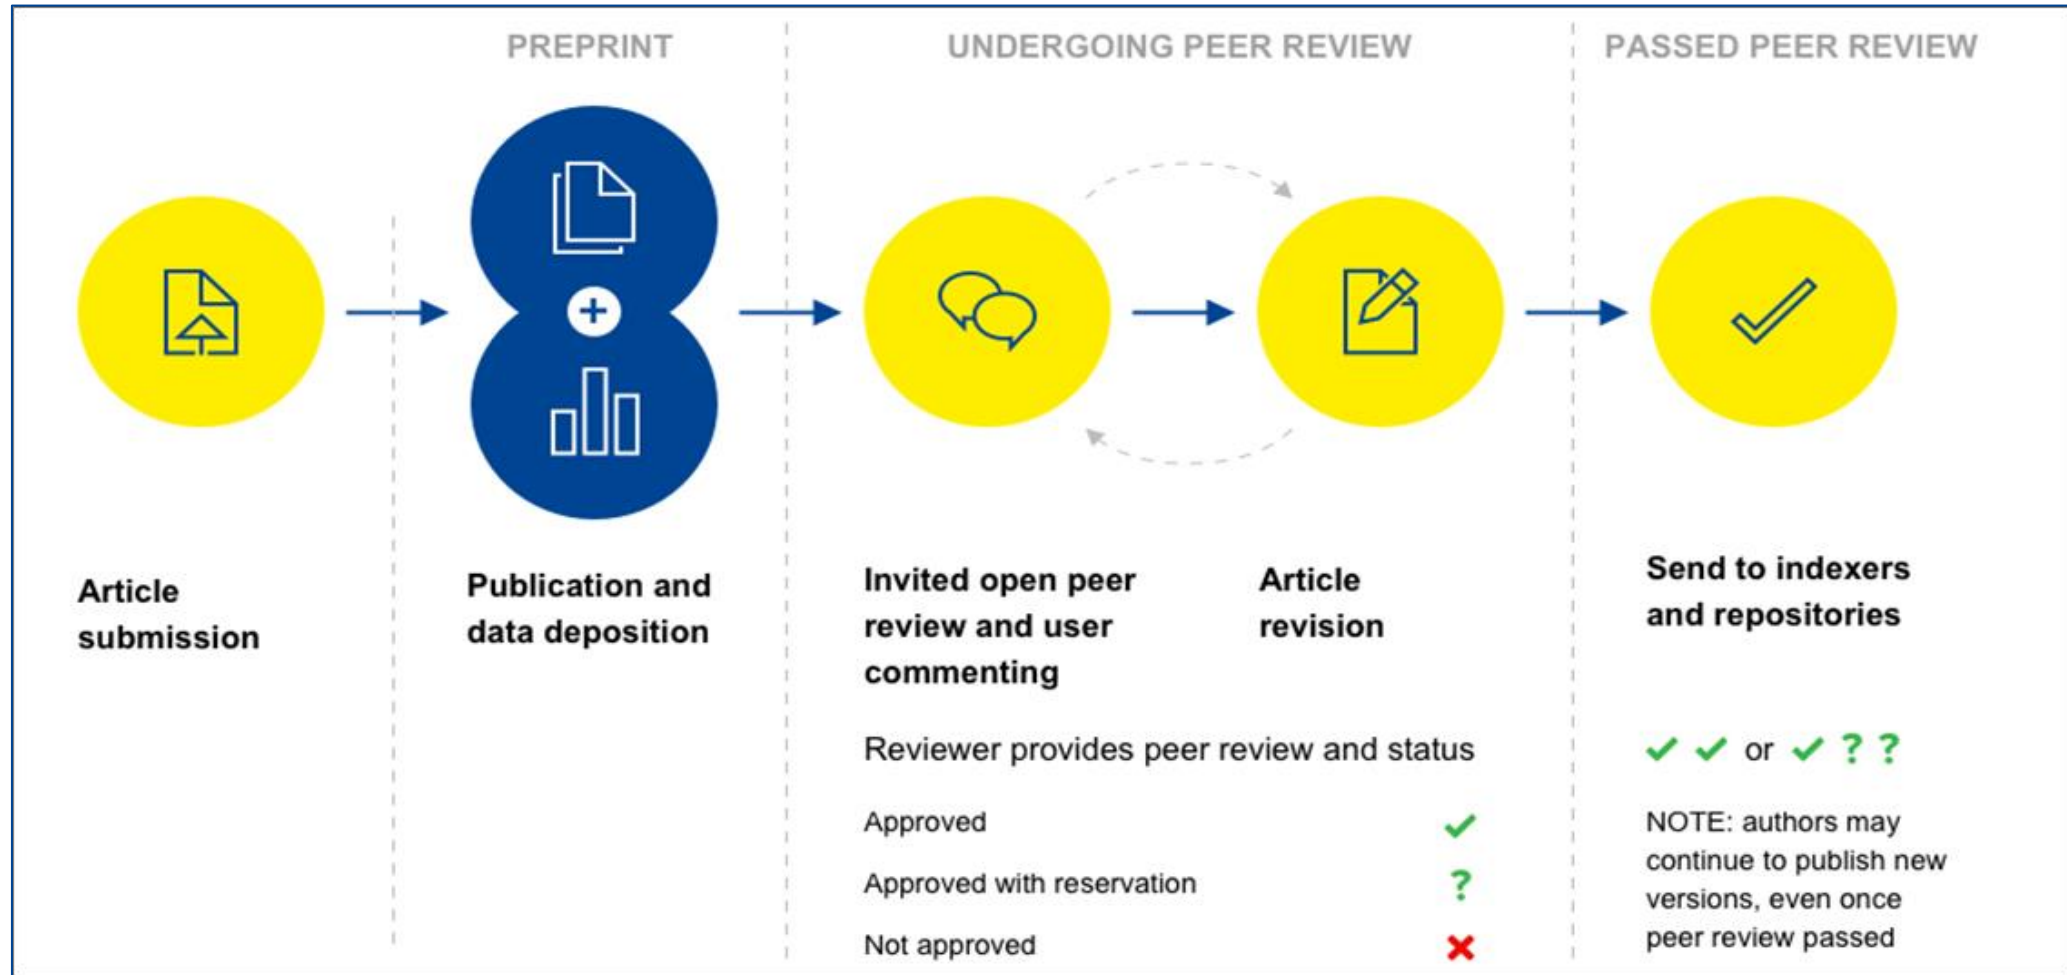 PREPRINT
UNDERGOING PEER REVIEW
PASSED PEER REVIEW
Article
submission
Publication and
data deposition
Invited open peer
review and user
commenting
Article
revision
Send to indexers
and repositories
Reviewer provides peer review and status
Approved ✓
Approved with reservation ?
Not approved ✗
✓ ✓ or ✓ ? ?
NOTE: authors may
continue to publish new
versions, even once
peer review passed